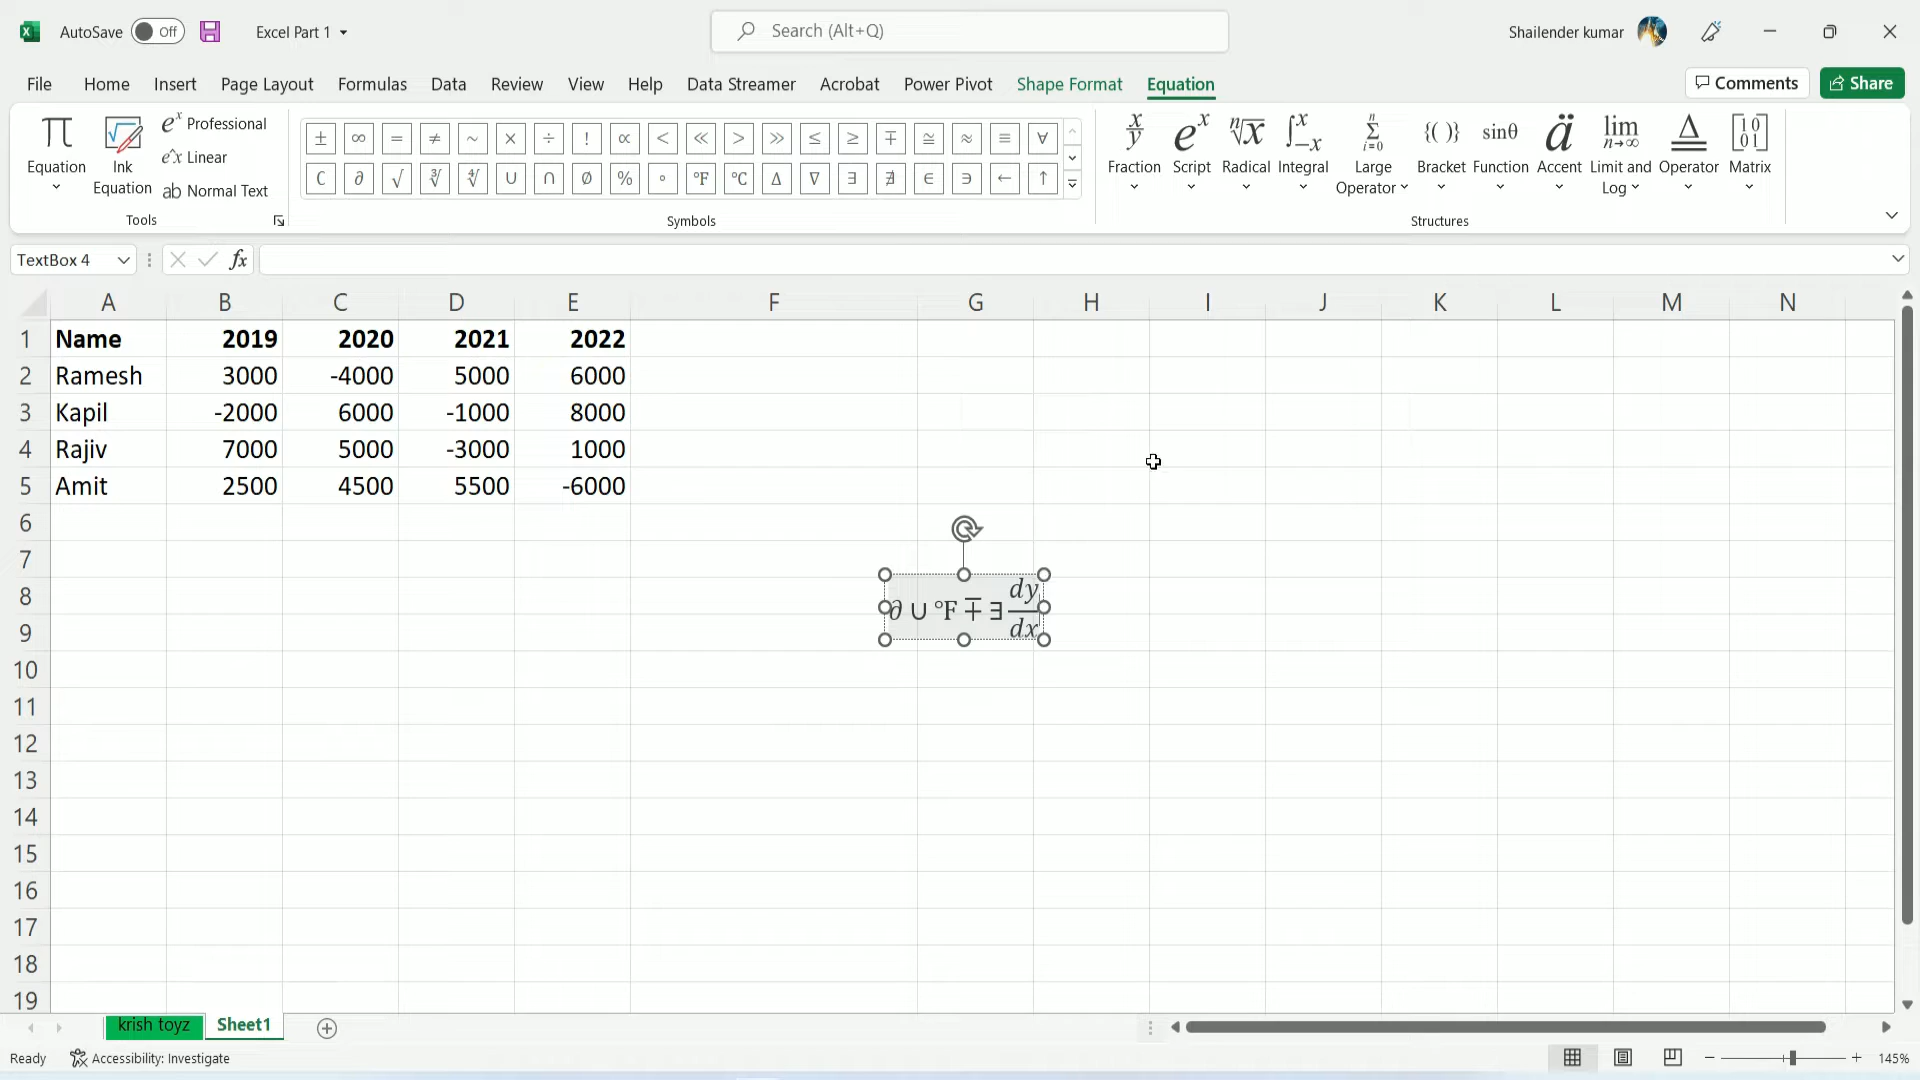 AutoSave Off Excel Part 1 Search (Alt+Q) Shailender kumar
File Home Insert Page Layout Formulas Data Review View Help Data Streamer Acrobat Power Pivot Shape Format Equation Comments Share
Equation
Ink Equation
Professional
Linear
ab Normal Text
Tools
± ∞ = ≠ ~ × ÷ ! ∝ < ≪ > ≫ ≤ ≥ ∓ ≅ ≈ ≡ ∀
∁ ∂ √ ∛ ∜ ∪ ∩ ∅ % ° °F °C ∆ ∇ ∃ ∄ ∈ ∋ ← ↑
Symbols
Fraction Script Radical Integral Large Operator Bracket Function Accent Limit and Log Operator Matrix
Structures
TextBox 4 fx
A B C D E F G H I J K L M N
1 Name 2019 2020 2021 2022
2 Ramesh 3000 -4000 5000 6000
3 Kapil -2000 6000 -1000 8000
4 Rajiv 7000 5000 -3000 1000
5 Amit 2500 4500 5500 -6000
6
7
8
∂ ∪ °F ∓ ∃ dy/dx
9
10
11
12
13
14
15
16
17
18
19
krish toyz Sheet1
Ready Accessibility: Investigate 145%